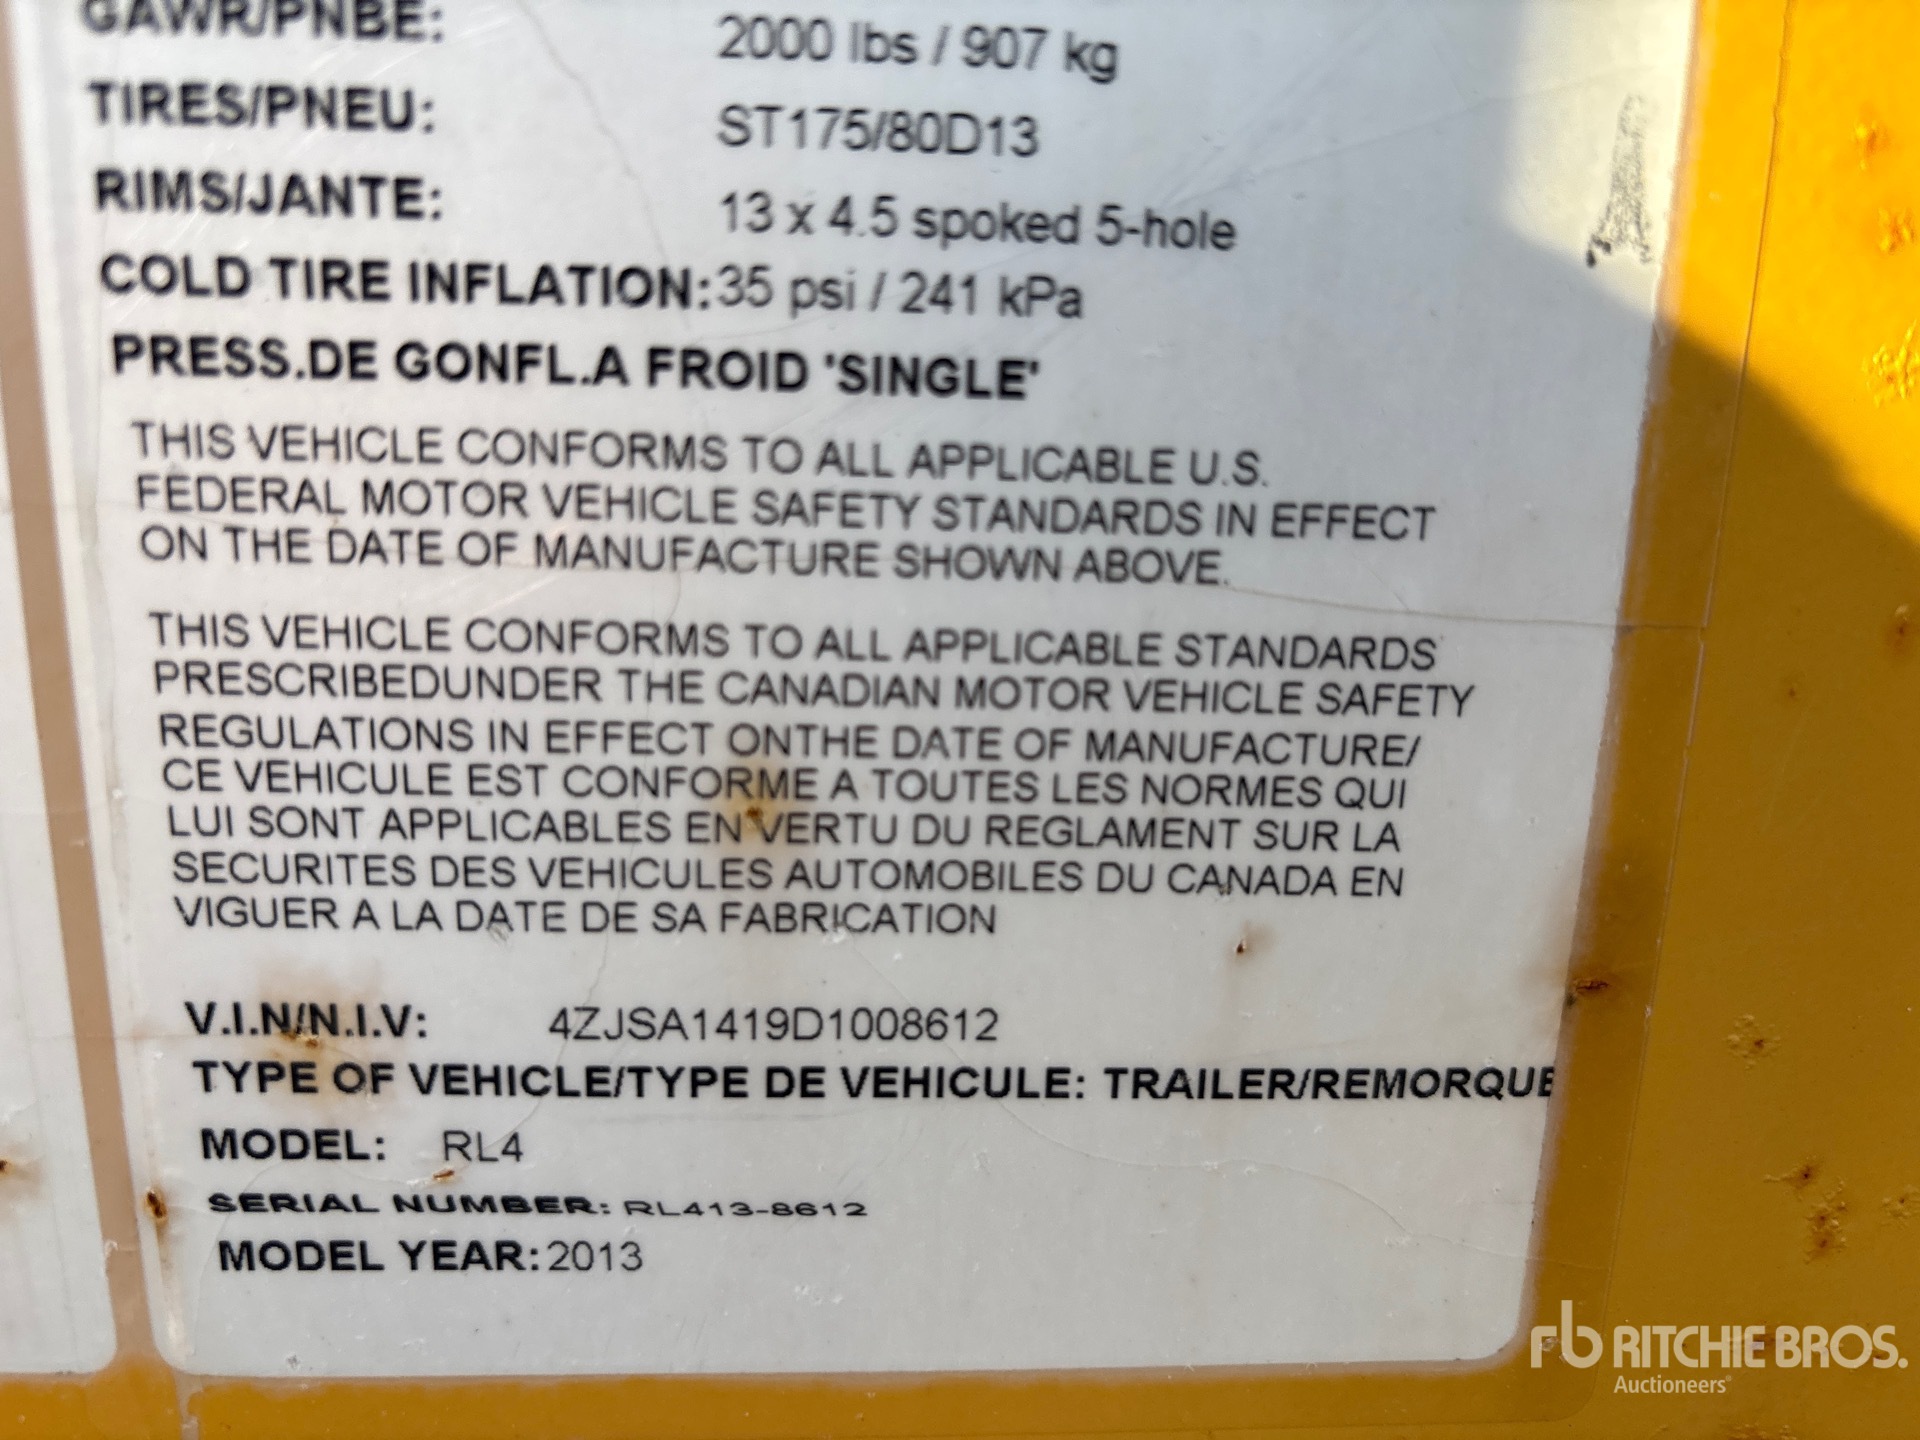 GAWR/PNBE: 2000 lbs / 907 kg
TIRES/PNEU: ST175/80D13
RIMS/JANTE: 13 x 4.5 spoked 5-hole
COLD TIRE INFLATION: 35 psi / 241 kPa
PRESS.DE GONFL.A FROID 'SINGLE'
THIS VEHICLE CONFORMS TO ALL APPLICABLE U.S.
FEDERAL MOTOR VEHICLE SAFETY STANDARDS IN EFFECT
ON THE DATE OF MANUFACTURE SHOWN ABOVE.
THIS VEHICLE CONFORMS TO ALL APPLICABLE STANDARDS
PRESCRIBEDUNDER THE CANADIAN MOTOR VEHICLE SAFETY
REGULATIONS IN EFFECT ONTHE DATE OF MANUFACTURE/
CE VEHICULE EST CONFORME A TOUTES LES NORMES QUI
LUI SONT APPLICABLES EN VERTU DU REGLAMENT SUR LA
SECURITES DES VEHICULES AUTOMOBILES DU CANADA EN
VIGUER A LA DATE DE SA FABRICATION
V.I.N/N.I.V: 4ZJSA1419D1008612
TYPE OF VEHICLE/TYPE DE VEHICULE: TRAILER/REMORQUE
MODEL: RL4
SERIAL NUMBER: RL413-8612
MODEL YEAR: 2013
rb RITCHIE BROS.
Auctioneers